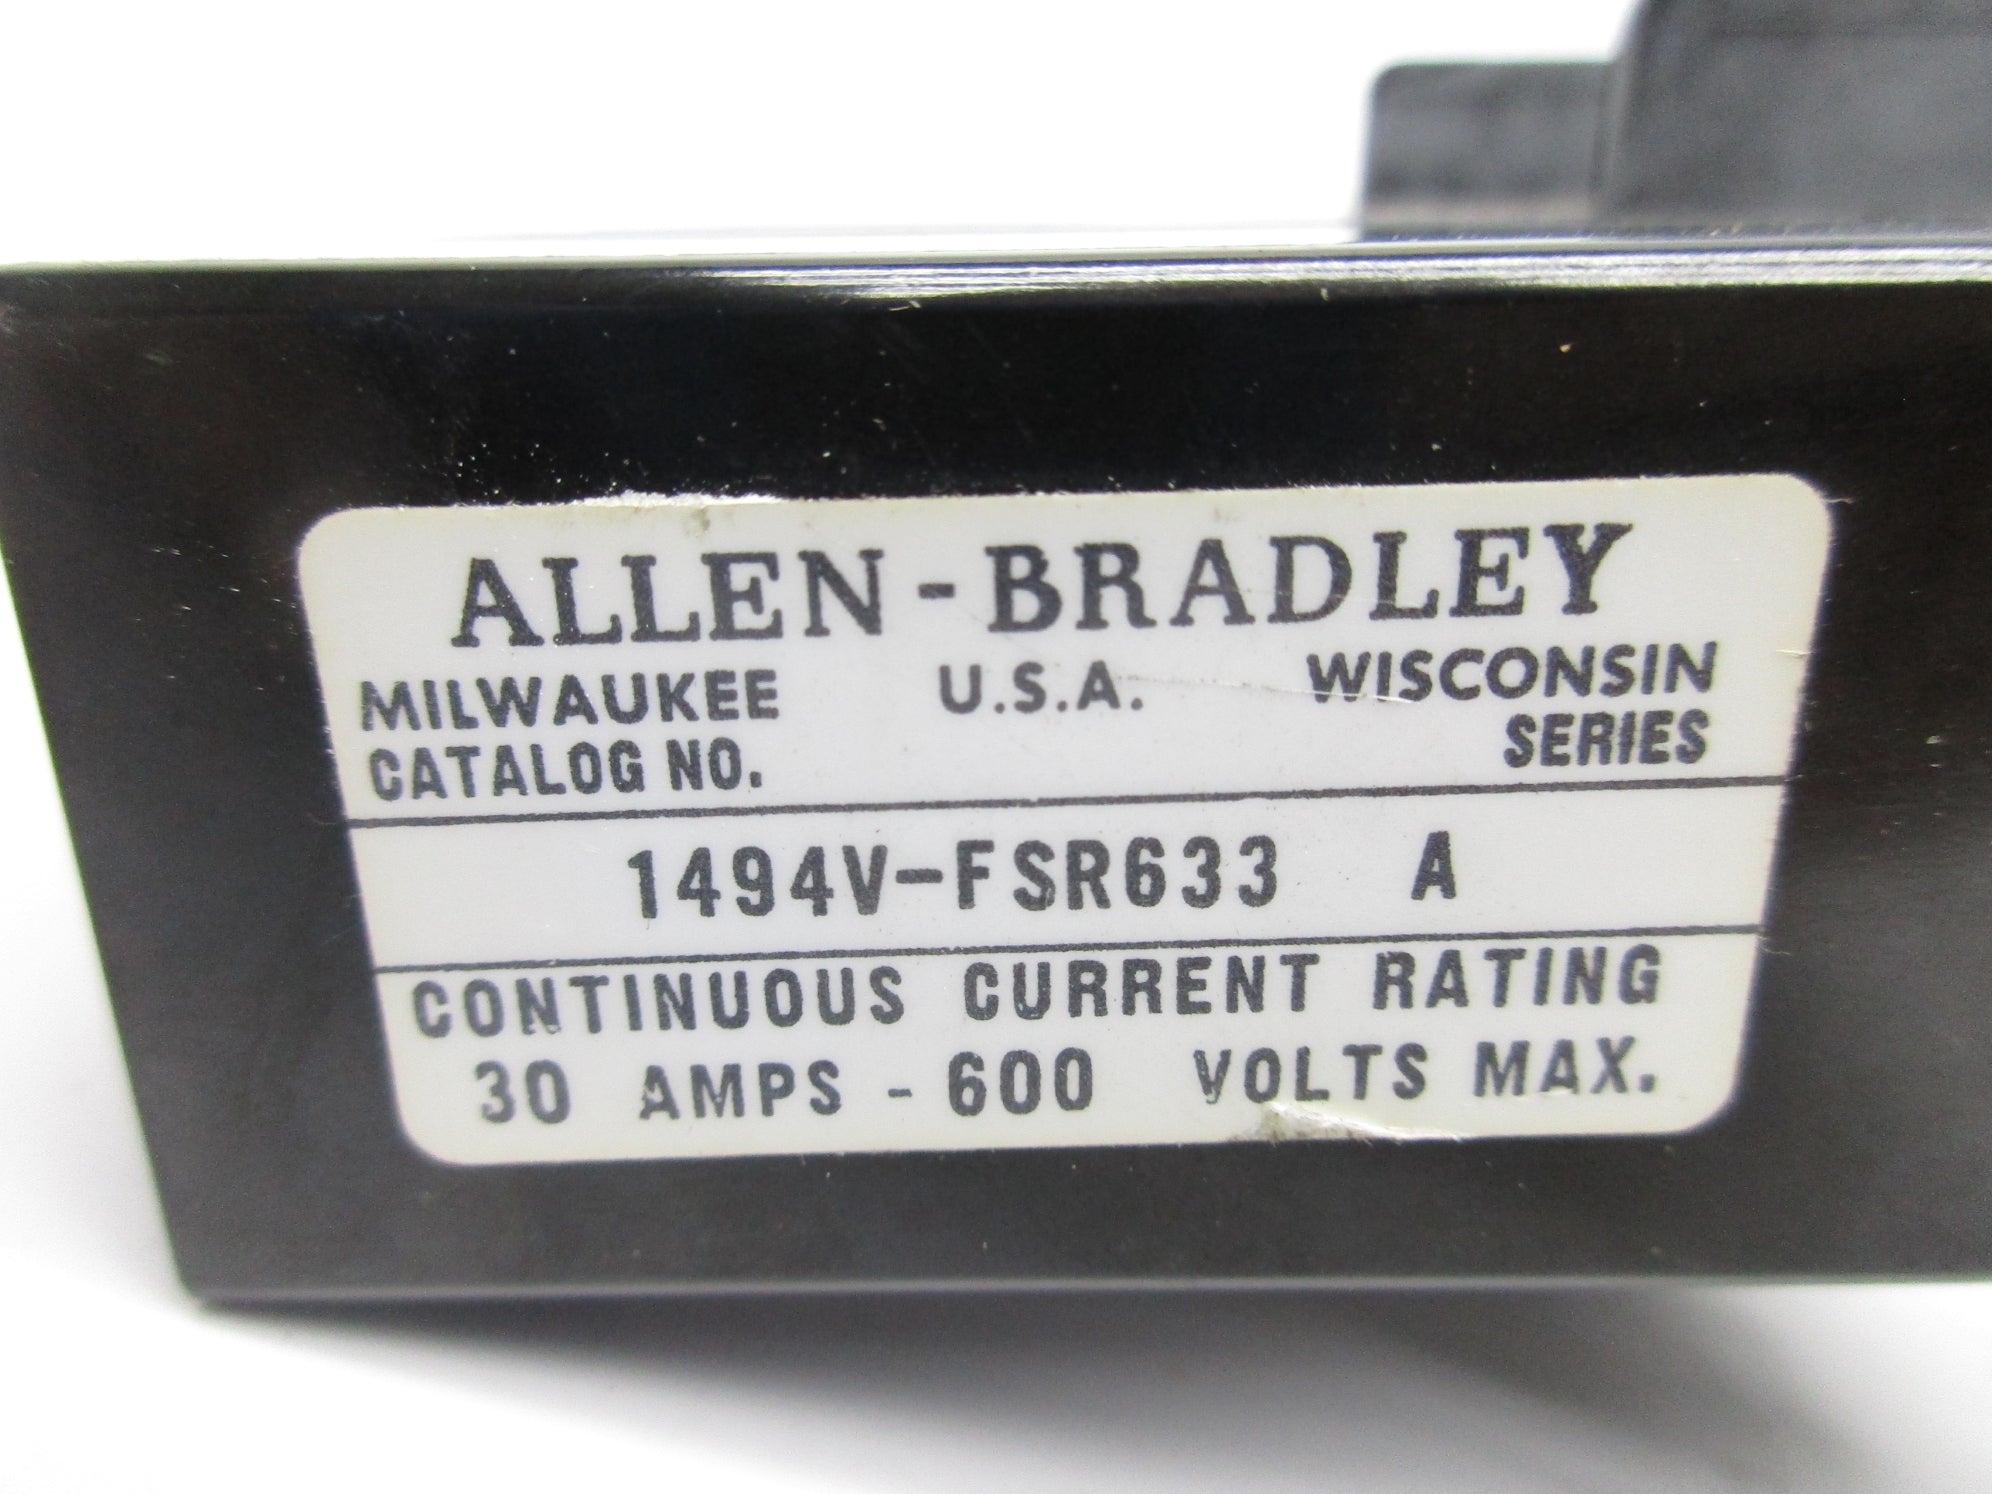 ALLEN-BRADLEY
MILWAUKEE U.S.A. WISCONSIN
CATALOG NO. SERIES
1494V-FSR633 A
CONTINUOUS CURRENT RATING
30 AMPS - 600 VOLTS MAX.